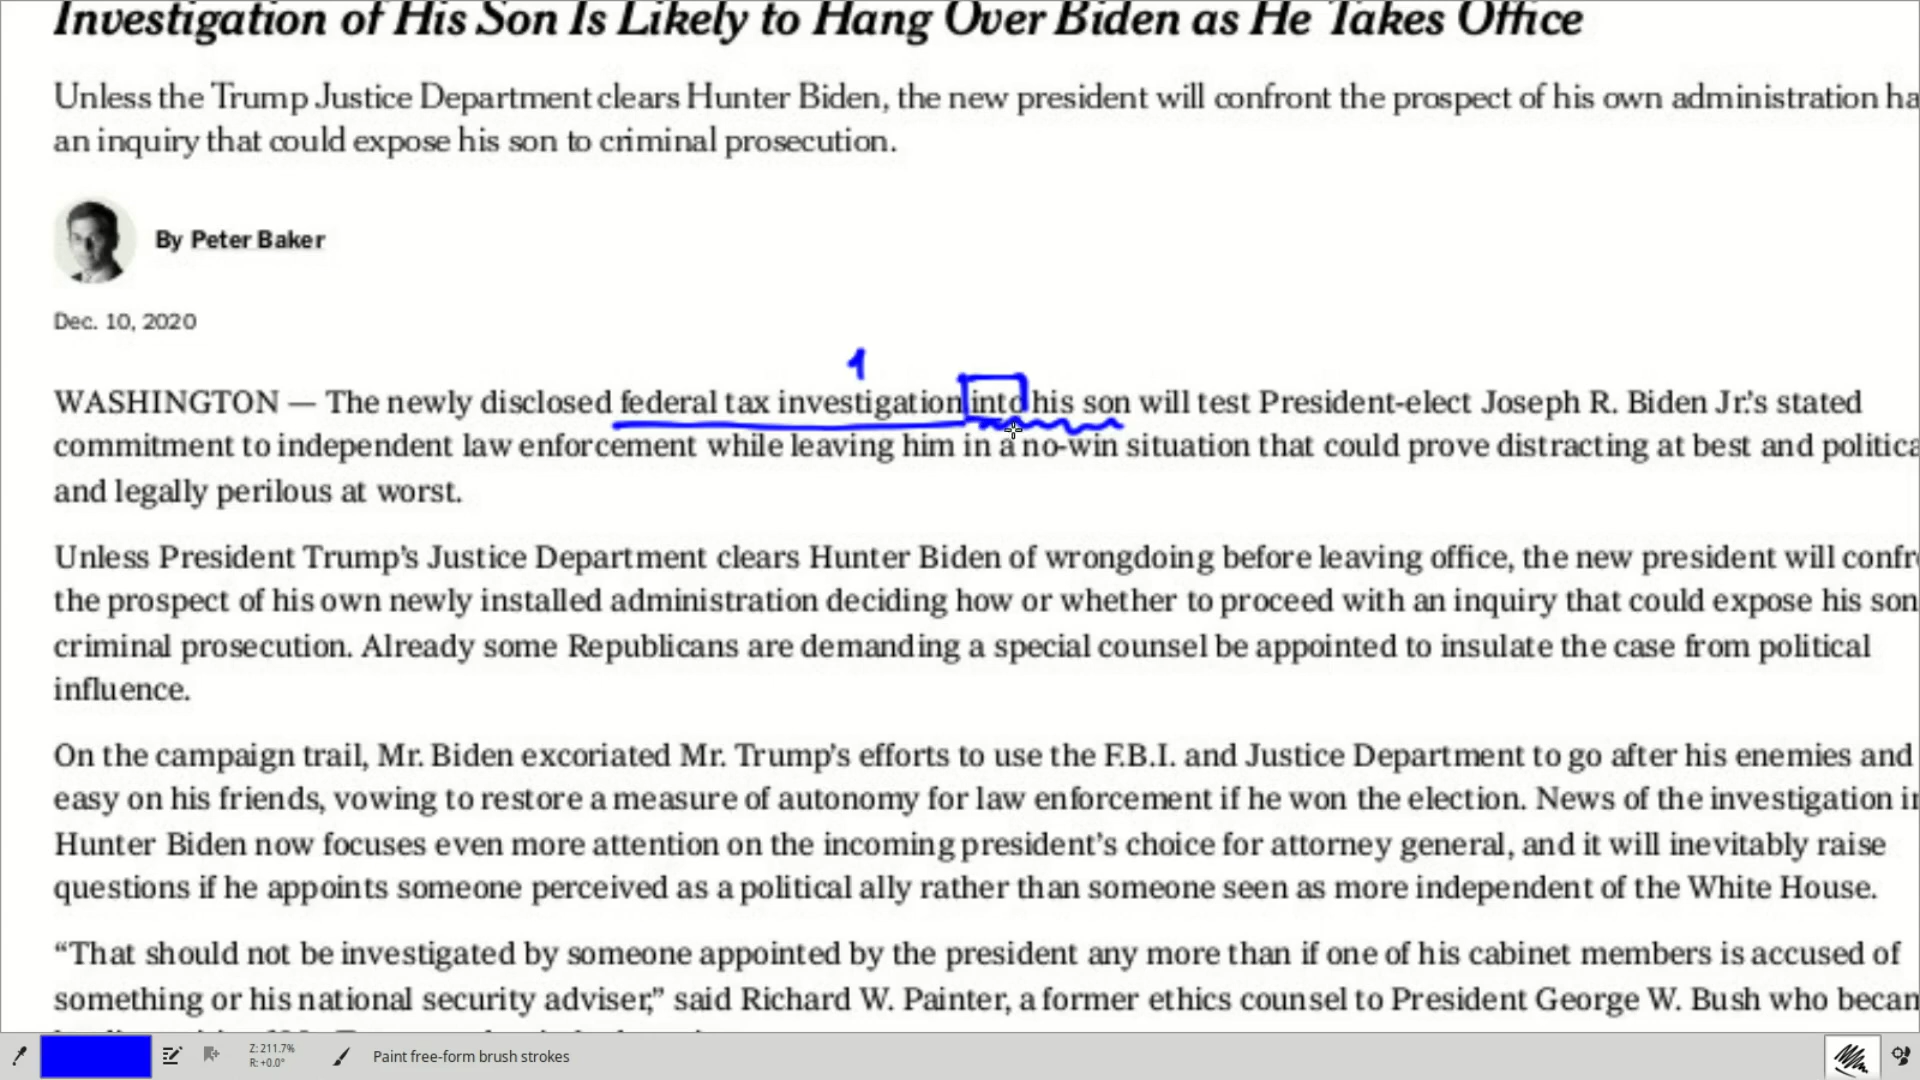 Investigation of His Son Is Likely to Hang Over Biden as He Takes Office
Unless the Trump Justice Department clears Hunter Biden, the new president will confront the prospect of his own administration ha
an inquiry that could expose his son to criminal prosecution.
By Peter Baker
Dec. 10, 2020
1
WASHINGTON — The newly disclosed federal tax investigation into his son will test President-elect Joseph R. Biden Jr.'s stated
commitment to independent law enforcement while leaving him in a no-win situation that could prove distracting at best and politica
and legally perilous at worst.
Unless President Trump's Justice Department clears Hunter Biden of wrongdoing before leaving office, the new president will confr
the prospect of his own newly installed administration deciding how or whether to proceed with an inquiry that could expose his son
criminal prosecution. Already some Republicans are demanding a special counsel be appointed to insulate the case from political
influence.
On the campaign trail, Mr. Biden excoriated Mr. Trump's efforts to use the F.B.I. and Justice Department to go after his enemies and
easy on his friends, vowing to restore a measure of autonomy for law enforcement if he won the election. News of the investigation i
Hunter Biden now focuses even more attention on the incoming president's choice for attorney general, and it will inevitably raise
questions if he appoints someone perceived as a political ally rather than someone seen as more independent of the White House.
“That should not be investigated by someone appointed by the president any more than if one of his cabinet members is accused of
something or his national security adviser,” said Richard W. Painter, a former ethics counsel to President George W. Bush who becam
Z: 211.7%
R: +0.0°
Paint free-form brush strokes